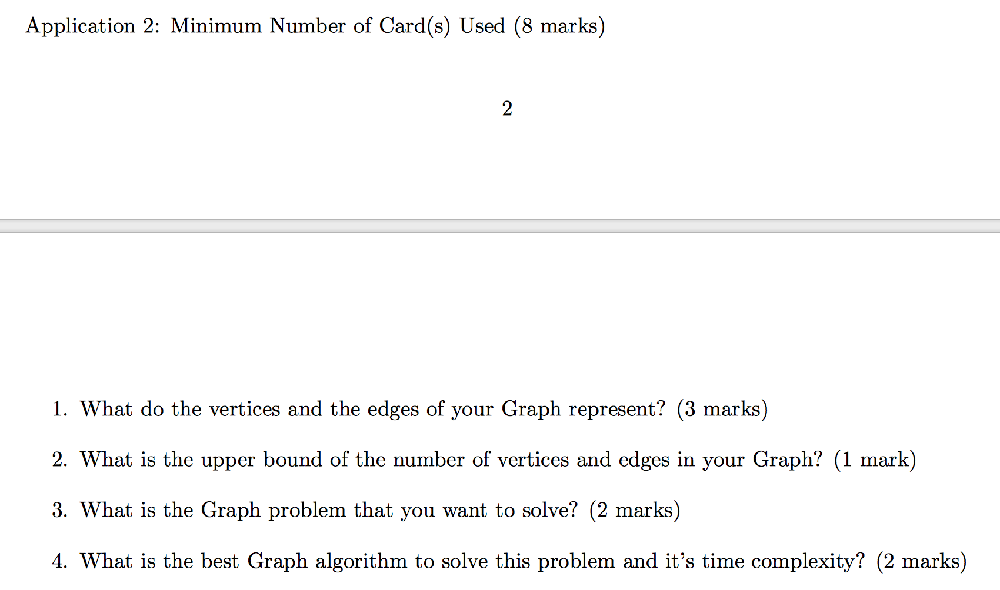 Application 2: Minimum Number of Card(s) Used (8 marks)
2
1. What do the vertices and the edges of your Graph represent? (3 marks)
2. What is the upper bound of the number of vertices and edges in your Graph? (1 mark)
3. What is the Graph problem that you want to solve? (2 marks)
4. What is the best Graph algorithm to solve this problem and it's time complexity? (2 marks)